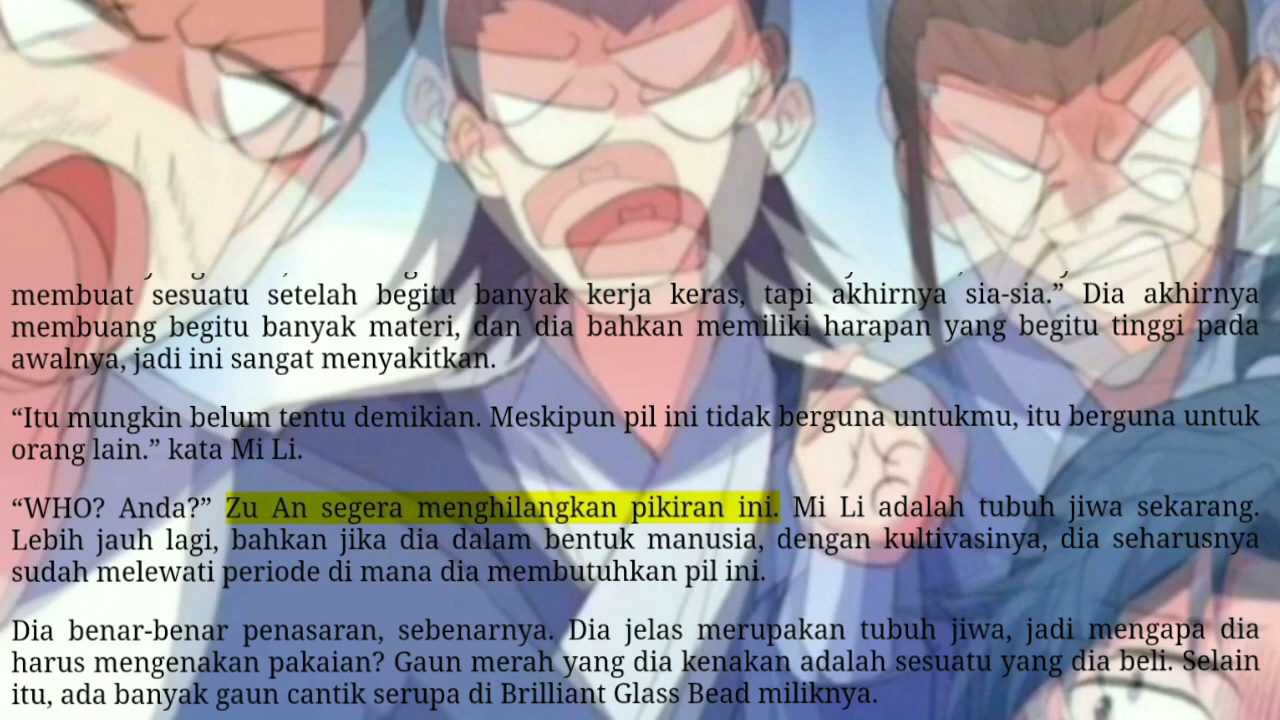 membuat sesuatu setelah begitu banyak kerja keras, tapi akhirnya sia-sia.” Dia akhirnya
membuang begitu banyak materi, dan dia bahkan memiliki harapan yang begitu tinggi pada
awalnya, jadi ini sangat menyakitkan.
“Itu mungkin belum tentu demikian. Meskipun pil ini tidak berguna untukmu, itu berguna untuk
orang lain.” kata Mi Li.
“WHO? Anda?” Zu An segera menghilangkan pikiran ini. Mi Li adalah tubuh jiwa sekarang.
Lebih jauh lagi, bahkan jika dia dalam bentuk manusia, dengan kultivasinya, dia seharusnya
sudah melewati periode di mana dia membutuhkan pil ini.
Dia benar-benar penasaran, sebenarnya. Dia jelas merupakan tubuh jiwa, jadi mengapa dia
harus mengenakan pakaian? Gaun merah yang dia kenakan adalah sesuatu yang dia beli. Selain
itu, ada banyak gaun cantik serupa di Brilliant Glass Bead miliknya.